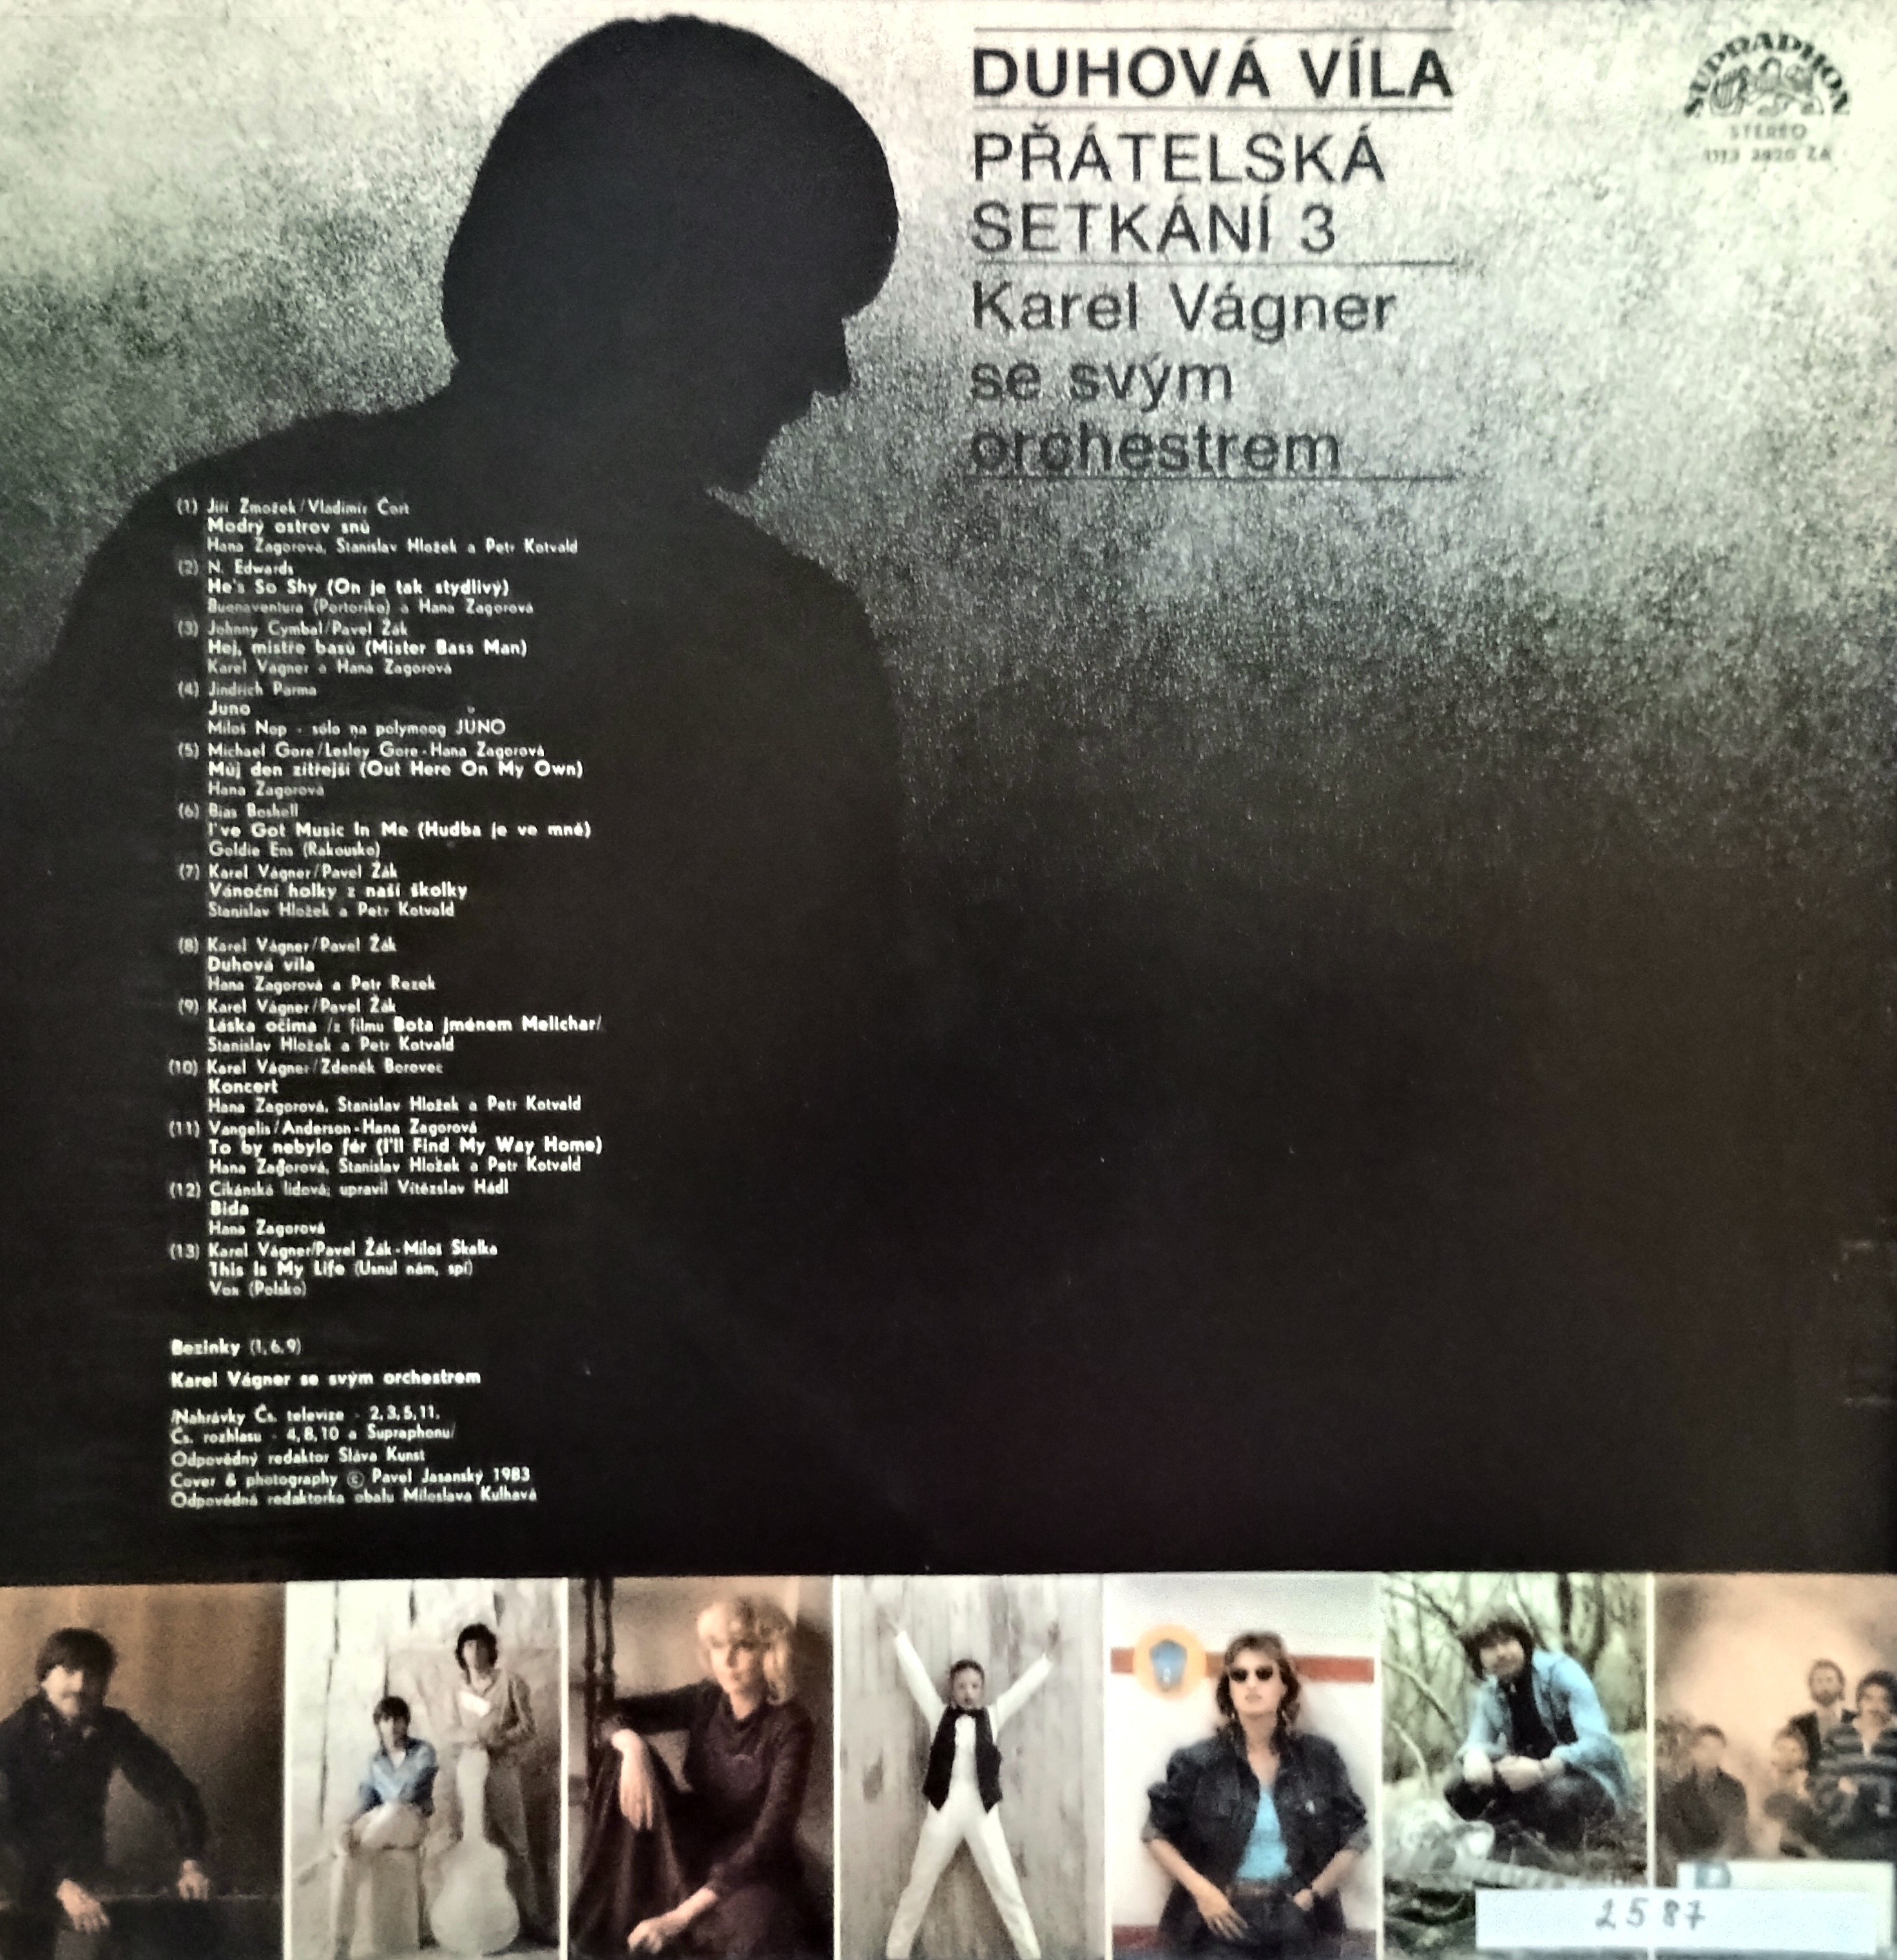 DUHOVÁ VÍLA
PŘÁTELSKÁ
SETKÁNÍ 3
Karel Vágner
se svým
orchestrem
SUPRAPHON
STEREO
1113 2920 ZA
(1) Jiří Zmožek/Vladimír Čort
Modrý ostrov snů
Hana Zagorová, Stanislav Hložek a Petr Kotvald
(2) N. Edwards
He's So Shy (On je tak stydlivý)
Buenaventura (Portoriko) a Hana Zagorová
(3) Johnny Cymbal/Pavel Žák
Hej, mistře basů (Mister Bass Man)
Karel Vágner a Hana Zagorová
(4) Jindřich Parma
Juno
Miloš Nop - sólo na polymoog JUNO
(5) Michael Gore/Lesley Gore-Hana Zagorová
Můj den zítřejší (Out Here On My Own)
Hana Zagorová
(6) Bias Boshell
I've Got Music In Me (Hudba je ve mně)
Goldie Ens (Rakousko)
(7) Karel Vágner/Pavel Žák
Vánoční holky z naší školky
Stanislav Hložek a Petr Kotvald
(8) Karel Vágner/Pavel Žák
Duhová víla
Hana Zagorová a Petr Rezek
(9) Karel Vágner/Pavel Žák
Láska očima /z filmu Bota jménem Melichar/
Stanislav Hložek a Petr Kotvald
(10) Karel Vágner/Zdeněk Borovec
Koncert
Hana Zagorová, Stanislav Hložek a Petr Kotvald
(11) Vangelis/Anderson-Hana Zagorová
To by nebylo fér (I'll Find My Way Home)
Hana Zagorová, Stanislav Hložek a Petr Kotvald
(12) Cikánská lidová; upravil Vítězslav Hádl
Bída
Hana Zagorová
(13) Karel Vágner/Pavel Žák-Miloš Skalka
This Is My Life (Usnul nám, spí)
Vox (Polsko)
Bezinky (1,6,9)
Karel Vágner se svým orchestrem
/Nahrávky Čs. televize - 2,3,5,11,
Čs. rozhlasu - 4,8,10 a Supraphonu/
Odpovědný redaktor Sláva Kunst
Cover & photography © Pavel Jasanský 1983
Odpovědná redaktorka obalu Miloslava Kulhavá
2587